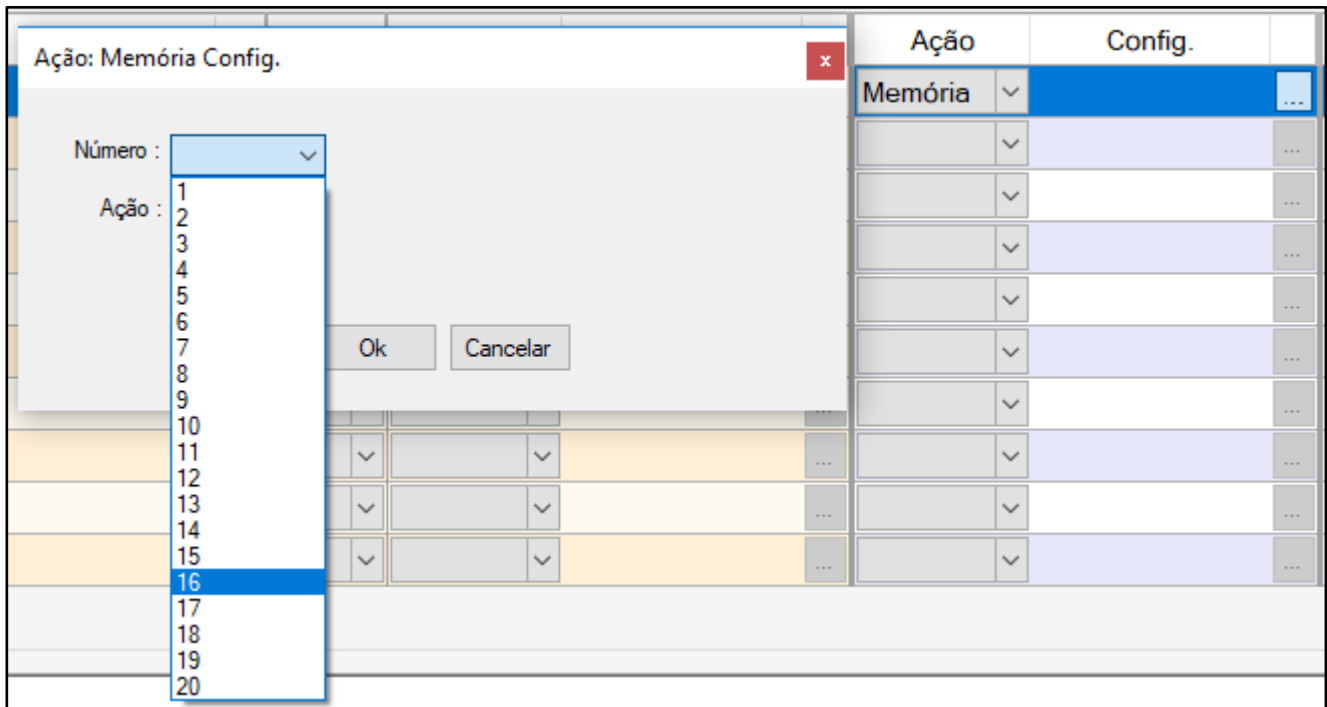 Ação: Memória Config.
x
Ação
Config.
Memória
...
Número :
Ação :
1
2
3
4
5
6
7
8
9
10
11
12
13
14
15
16
17
18
19
20
Ok
Cancelar